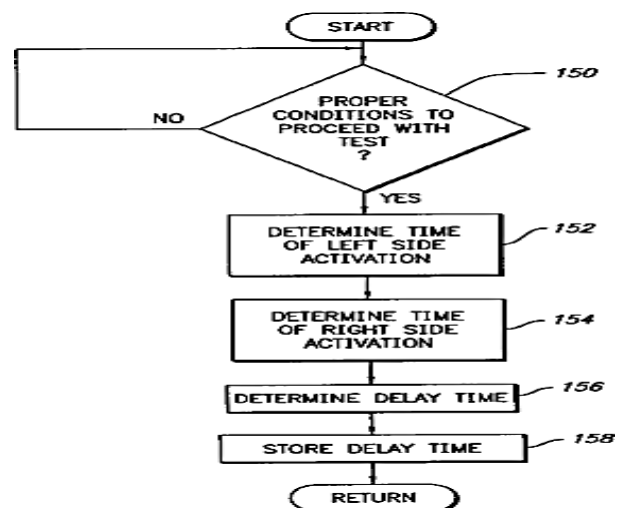 START
150
PROPER
CONDITIONS TO
PROCEED WITH
TEST
?
NO
YES
DETERMINE TIME
OF LEFT SIDE
ACTIVATION
152
DETERMINE TIME
OF RIGHT SIDE
ACTIVATION
154
DETERMINE DELAY TIME
156
STORE DELAY TIME
158
RETURN